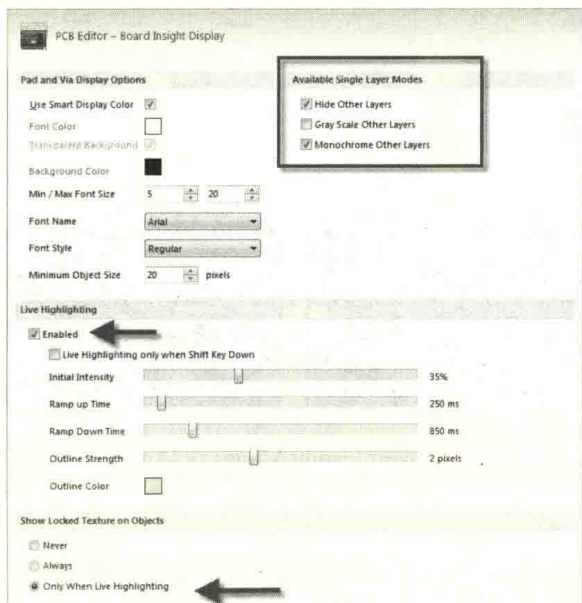 PCB Editor – Board Insight Display
Pad and Via Display Options
Use Smart Display Color
Font Color
Transparent Background
Background Color
Min / Max Font Size 5 20
Font Name Arial
Font Style Regular
Minimum Object Size 20 pixels
Available Single Layer Modes
Hide Other Layers
Gray Scale Other Layers
Monochrome Other Layers
Live Highlighting
Enabled
Live Highlighting only when Shift Key Down
Initial Intensity 35%
Ramp up Time 250 ms
Ramp Down Time 850 ms
Outline Strength 2 pixels
Outline Color
Show Locked Texture on Objects
Never
Always
Only When Live Highlighting